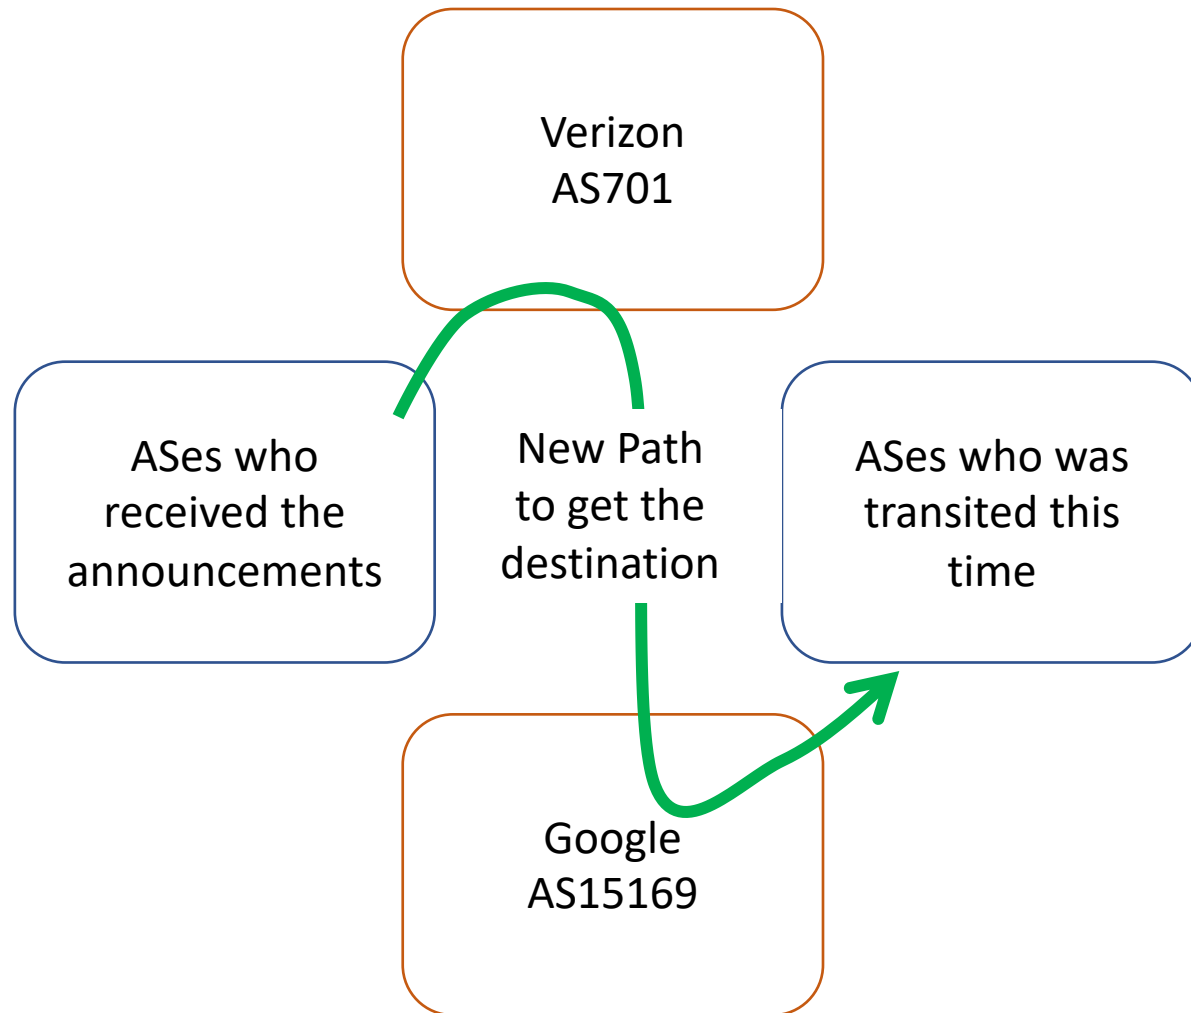 Verizon
AS701
ASes who
received the
announcements
New Path
to get the
destination
ASes who was
transited this
time
Google
AS15169